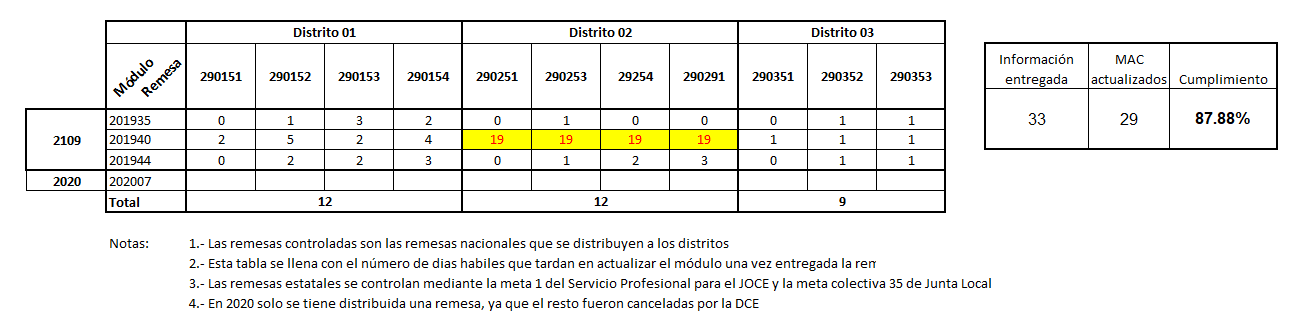 Distrito 01 Distrito 02 Distrito 03
Módulo Remesa 290151 290152 290153 290154 290251 290253 29254 290291 290351 290352 290353
2109
201935 0 1 3 2 0 1 0 0 0 1 1
201940 2 5 2 4 19 19 19 19 1 1 1
201944 0 2 2 3 0 1 2 3 0 1 1
2020 202007
Total 12 12 9
Información entregada MAC actualizados Cumplimiento
33 29 87.88%
Notas: 1.- Las remesas controladas son las remesas nacionales que se distribuyen a los distritos
2.- Esta tabla se llena con el número de dias habiles que tardan en actualizar el módulo una vez entregada la rem
3.- Las remesas estatales se controlan mediante la meta 1 del Servicio Profesional para el JOCE y la meta colectiva 35 de Junta Local
4.- En 2020 solo se tiene distribuida una remesa, ya que el resto fueron canceladas por la DCE